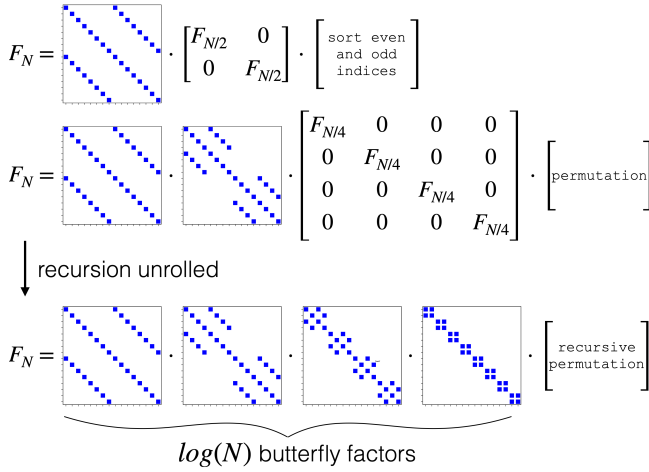 F_N = · [ F_{N/2} 0 ] · [ sort even
[ 0 F_{N/2} ] and odd
indices ]
F_N = · · [ F_{N/4} 0 0 0
0 F_{N/4} 0 0
0 0 F_{N/4} 0
0 0 0 F_{N/4} ] · [ permutation ]
recursion unrolled
F_N = · · · · [ recursive
permutation ]
log(N) butterfly factors